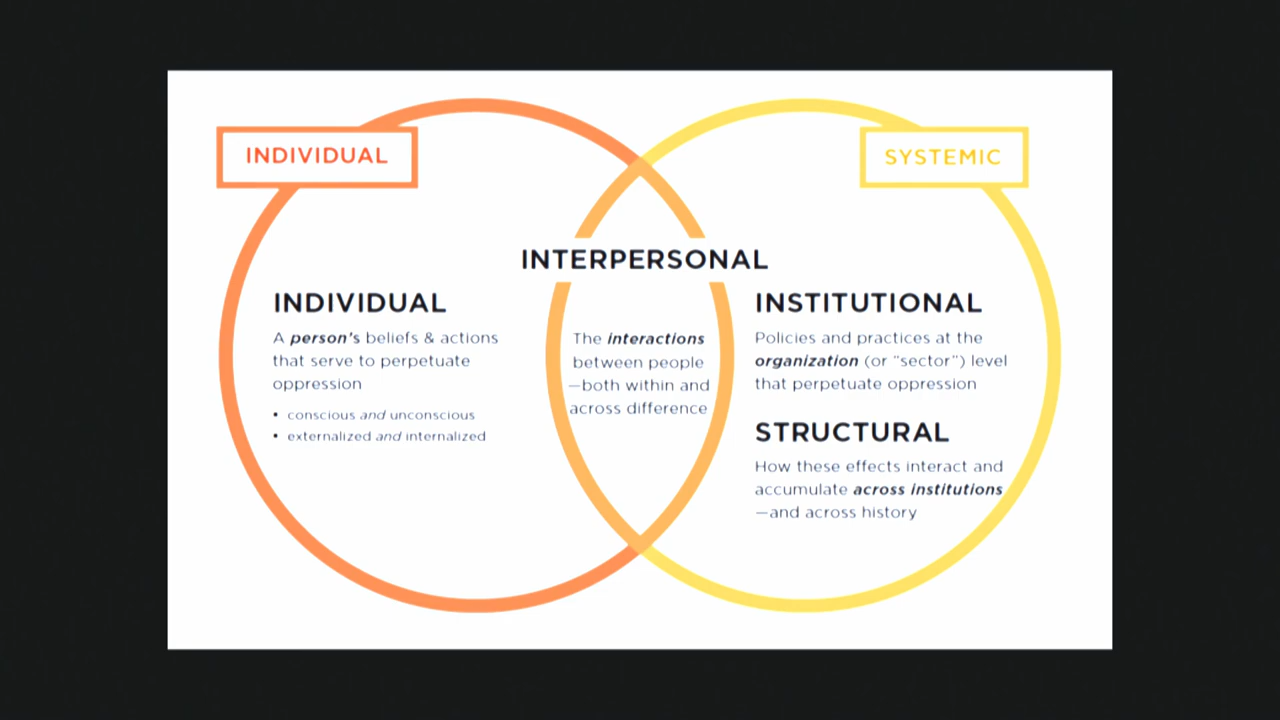 INDIVIDUAL
SYSTEMIC
INTERPERSONAL
INDIVIDUAL
A person's beliefs & actions
that serve to perpetuate
oppression
• conscious and unconscious
• externalized and internalized
The interactions
between people
—both within and
across difference
INSTITUTIONAL
Policies and practices at the
organization (or "sector") level
that perpetuate oppression
STRUCTURAL
How these effects interact and
accumulate across institutions
—and across history